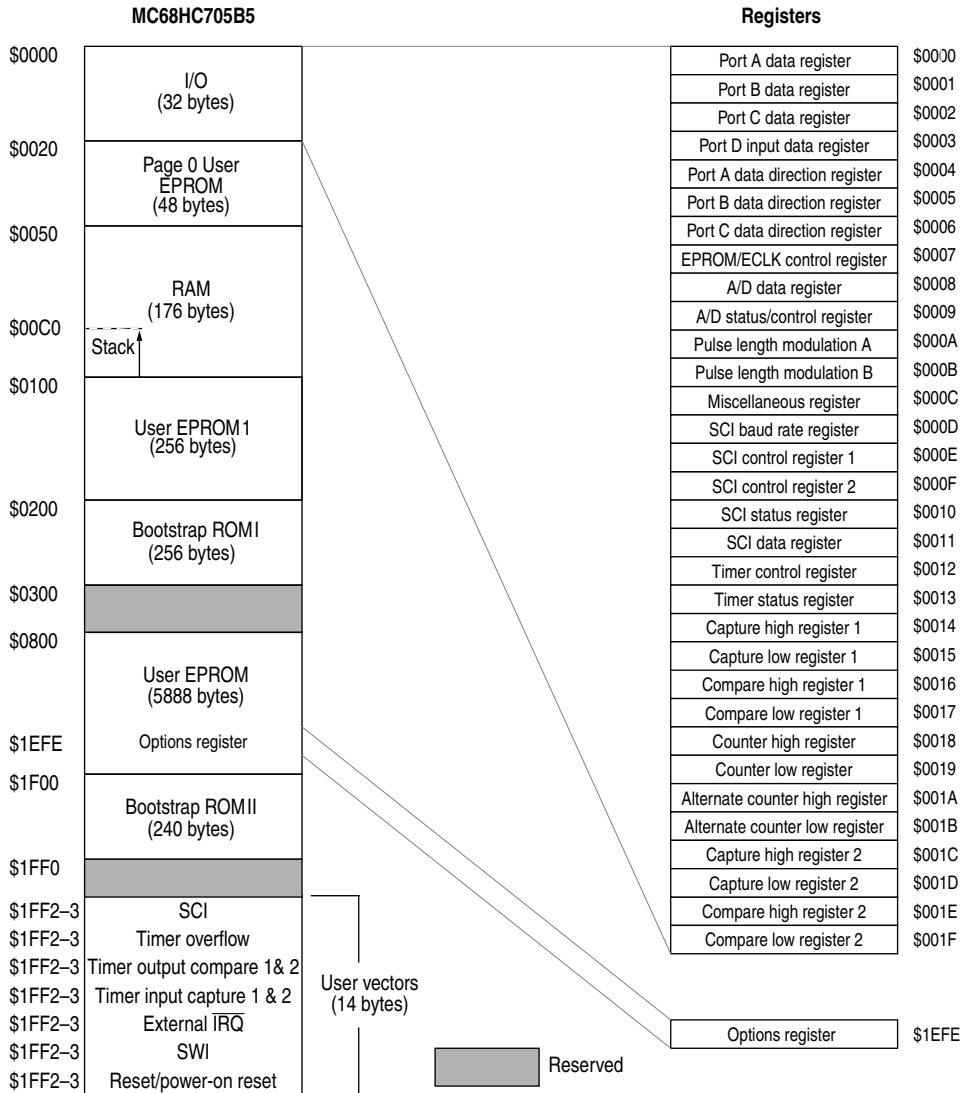 MC68HC705B5
$0000
I/O
(32 bytes)
$0020
Page 0 User
EPROM
(48 bytes)
$0050
RAM
(176 bytes)
$00C0
Stack
$0100
User EPROM1
(256 bytes)
$0200
Bootstrap ROMI
(256 bytes)
$0300
$0800
User EPROM
(5888 bytes)
$1EFE Options register
$1F00
Bootstrap ROMII
(240 bytes)
$1FF0
$1FF2–3 SCI
$1FF2–3 Timer overflow
$1FF2–3 Timer output compare 1& 2
$1FF2–3 Timer input capture 1 & 2
$1FF2–3 External IRQ
$1FF2–3 SWI
$1FF2–3 Reset/power-on reset
User vectors
(14 bytes)
Reserved
Registers
Port A data register $0000
Port B data register $0001
Port C data register $0002
Port D input data register $0003
Port A data direction register $0004
Port B data direction register $0005
Port C data direction register $0006
EPROM/ECLK control register $0007
A/D data register $0008
A/D status/control register $0009
Pulse length modulation A $000A
Pulse length modulation B $000B
Miscellaneous register $000C
SCI baud rate register $000D
SCI control register 1 $000E
SCI control register 2 $000F
SCI status register $0010
SCI data register $0011
Timer control register $0012
Timer status register $0013
Capture high register 1 $0014
Capture low register 1 $0015
Compare high register 1 $0016
Compare low register 1 $0017
Counter high register $0018
Counter low register $0019
Alternate counter high register $001A
Alternate counter low register $001B
Capture high register 2 $001C
Capture low register 2 $001D
Compare high register 2 $001E
Compare low register 2 $001F
Options register $1EFE